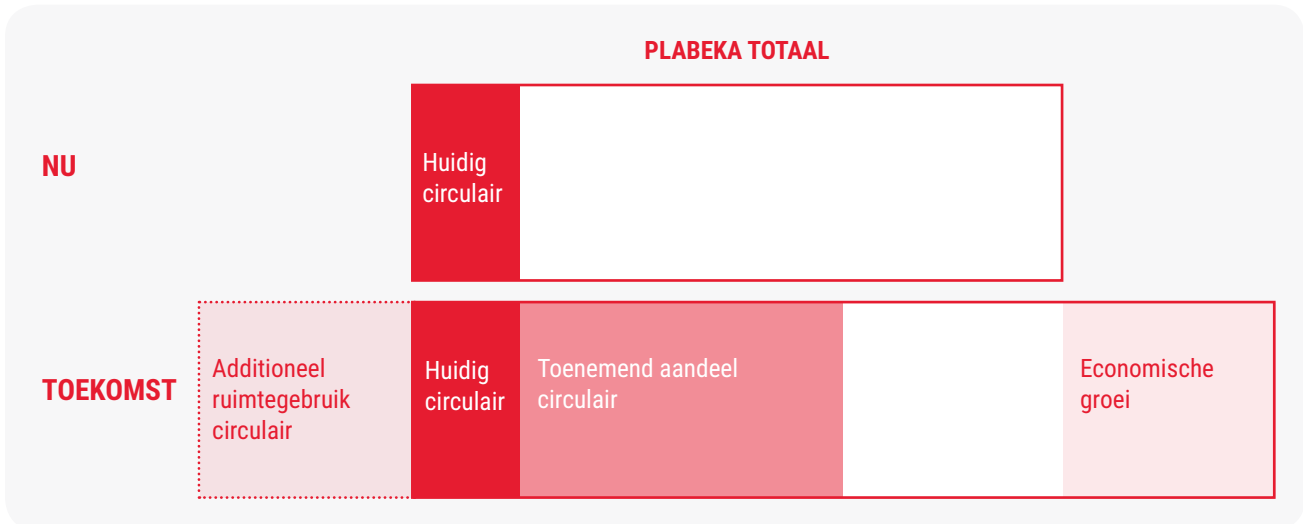 PLABEKA TOTAAL
NU
Huidig
circulair
TOEKOMST
Additioneel
ruimtegebruik
circulair
Huidig
circulair
Toenemend aandeel
circulair
Economische
groei